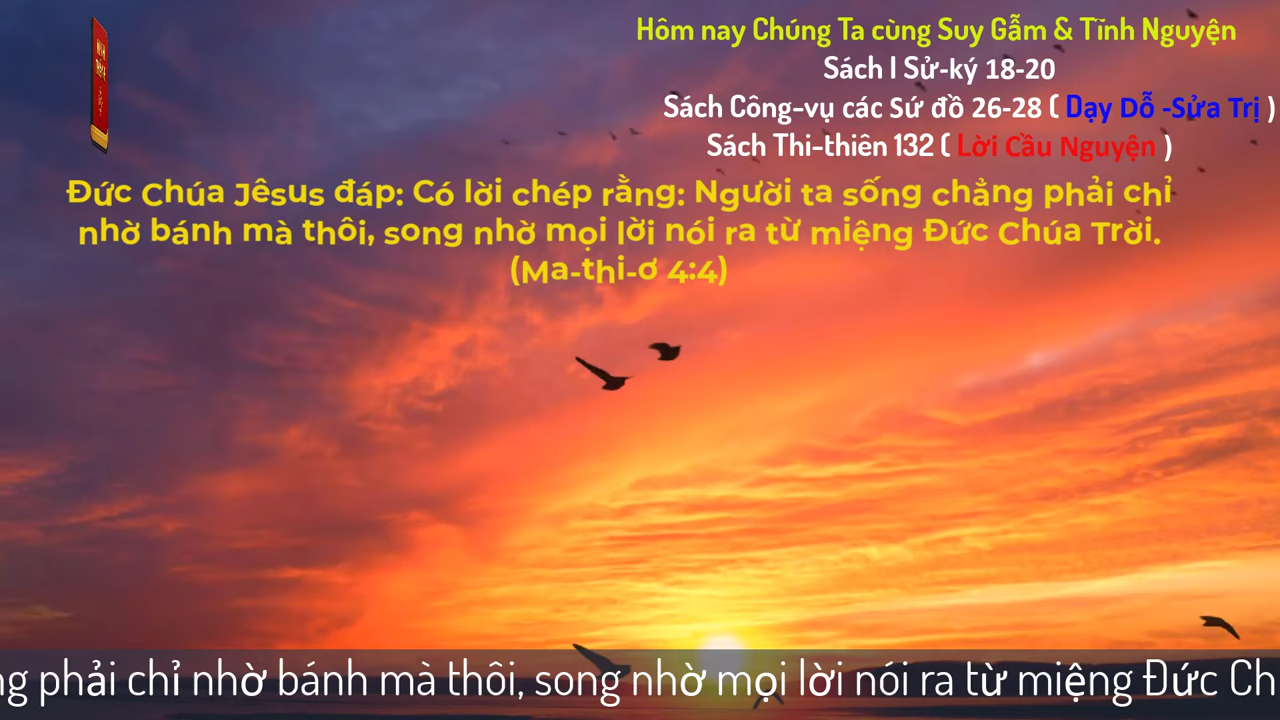 Hôm nay Chúng Ta cùng Suy Gẫm & Tĩnh Nguyện
Sách I Sử-ký 18-20
Sách Công-vụ các Sứ đồ 26-28 ( Dạy Dỗ -Sửa Trị )
Sách Thi-thiên 132 ( Lời Cầu Nguyện )
Đức Chúa Jêsus đáp: Có lời chép rằng: Người ta sống chẳng phải chỉ
nhờ bánh mà thôi, song nhờ mọi lời nói ra từ miệng Đức Chúa Trời.
(Ma-thi-ơ 4:4)
ng phải chỉ nhờ bánh mà thôi, song nhờ mọi lời nói ra từ miệng Đức Ch